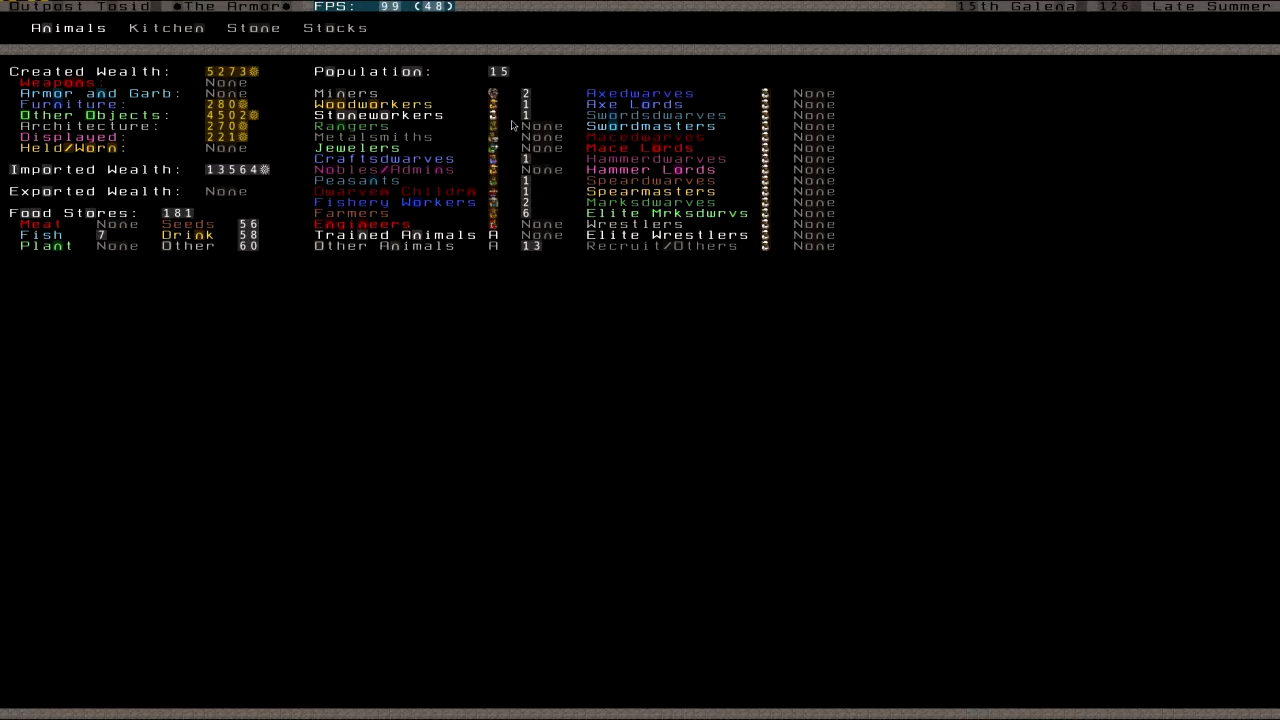 Outpost Tosid "The Armor" FPS: 99 (48) 15th Galena 126 Late Summer
Animals Kitchen Stone Stocks
Created Wealth: 5273☼ Population: 15
Weapons: None
Armor and Garb: None Miners 2 Axedwarves None
Furniture: 280☼ Woodworkers 1 Axe Lords None
Other Objects: 4502☼ Stoneworkers 1 Swordsdwarves None
Architecture: 270☼ Rangers None Swordmasters None
Displayed: 221☼ Metalsmiths None Macedwarves None
Held/Worn: None Jewelers None Mace Lords None
Craftsdwarves 1 Hammerdwarves None
Imported Wealth: 13564☼ Nobles/Admins None Hammer Lords None
Peasants 1 Speardwarves None
Exported Wealth: None Dwarven Childrn 1 Spearmasters None
Fishery Workers 2 Marksdwarves None
Food Stores: 181 Farmers 6 Elite Mrksdwrvs None
Meat None Seeds 56 Engineers None Wrestlers None
Fish 7 Drink 58 Trained Animals A None Elite Wrestlers None
Plant None Other 60 Other Animals A 13 Recruit/Others None